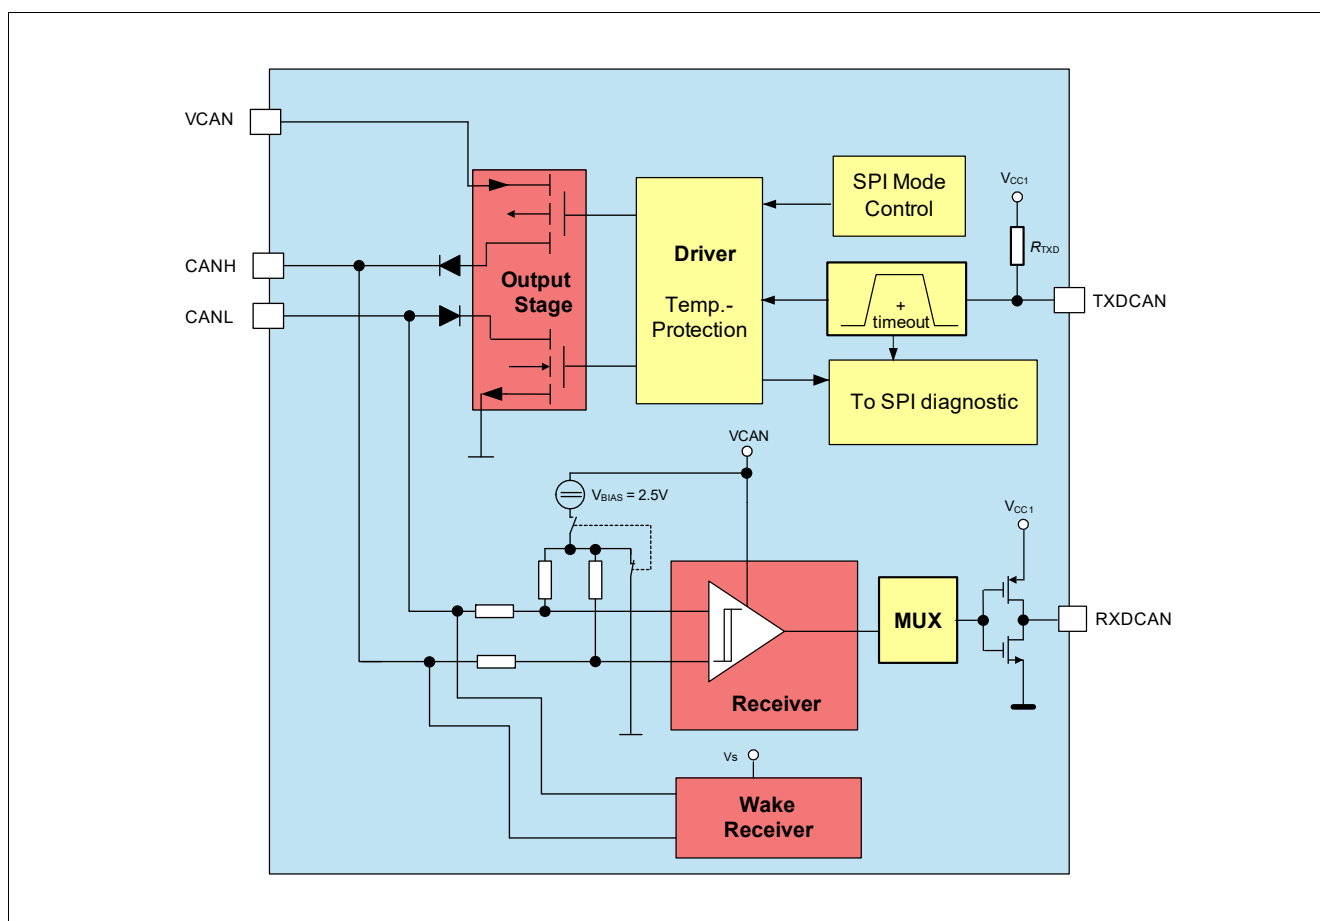 VCAN
SPI Mode
Control
VCC1
RTXD
CANH
Driver
Output
Stage
CANL
Temp.-
Protection
+
timeout
TXDCAN
To SPI diagnostic
VCAN
VBIAS = 2.5V
VCC1
MUX
RXDCAN
Receiver
Vs
Wake
Receiver